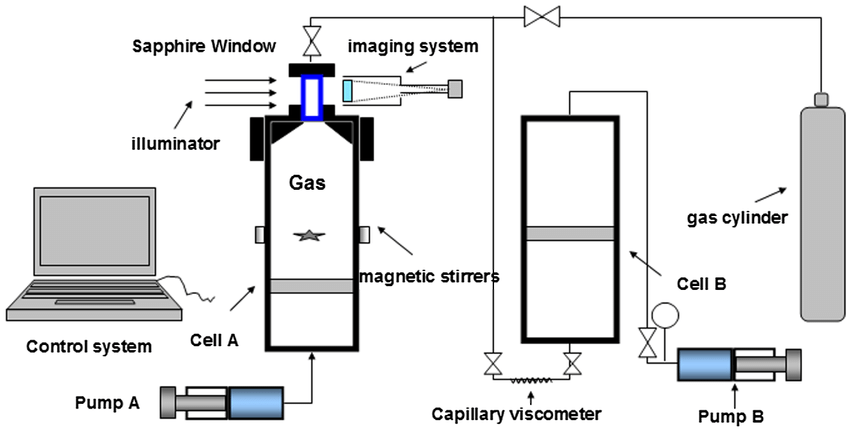 Sapphire Window
imaging system
illuminator
Gas
gas cylinder
magnetic stirrers
Cell B
Cell A
Control system
Pump A
Capillary viscometer
Pump B